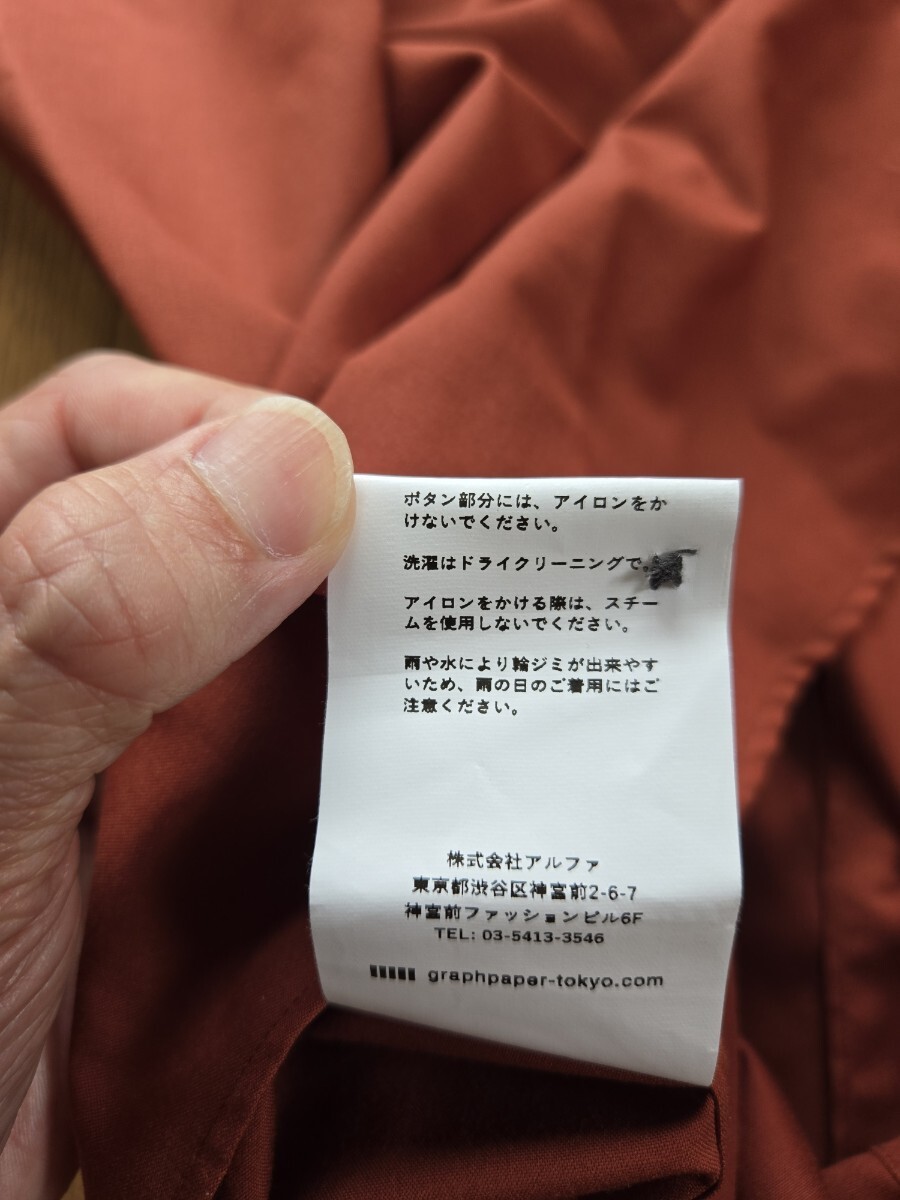 ボタン部分には、アイロンをか
けないでください。
洗濯はドライクリーニングで。
アイロンをかける際は、スチー
ムを使用しないでください。
雨や水により輪ジミが出来やす
いため、雨の日のご着用にはご
注意ください。
株式会社アルファ
東京都渋谷区神宮前2-6-7
神宮前ファッションビル6F
TEL: 03-5413-3546
graphpaper-tokyo.com